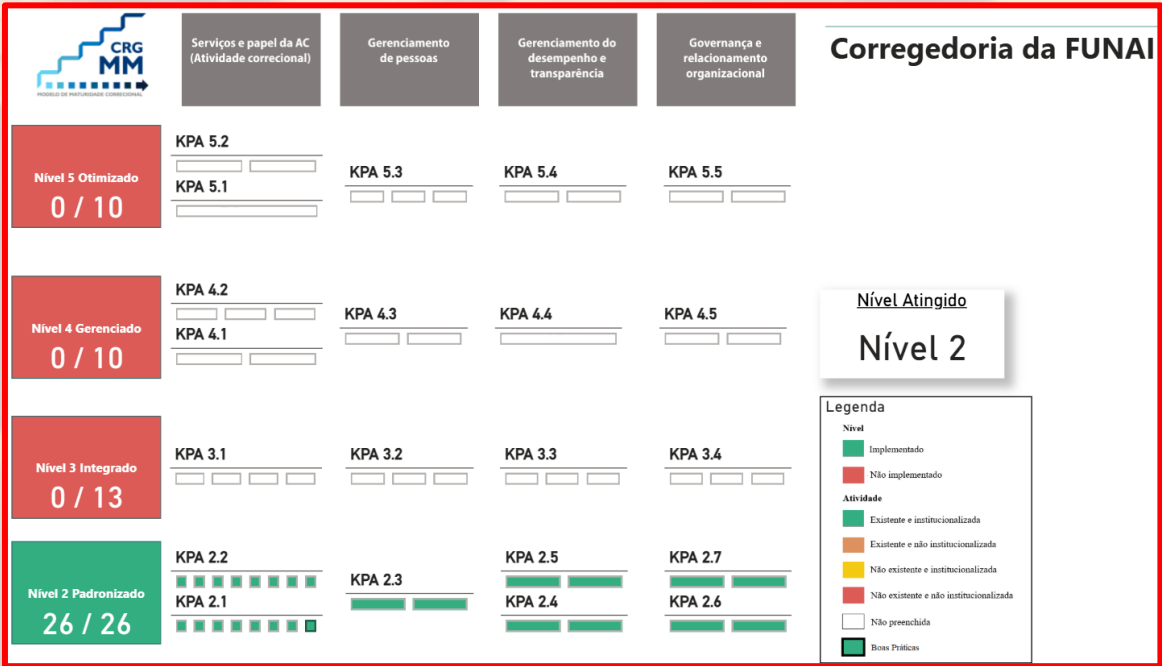 CRG
MM
MODELO DE MATURIDADE CORRECIONAL
Serviços e papel da AC
(Atividade correcional)
Gerenciamento
de pessoas
Gerenciamento do
desempenho e
transparência
Governança e
relacionamento
organizacional
Corregedoria da FUNAI
Nível 5 Otimizado
0 / 10
KPA 5.2
KPA 5.1
KPA 5.3
KPA 5.4
KPA 5.5
Nível 4 Gerenciado
0 / 10
KPA 4.2
KPA 4.1
KPA 4.3
KPA 4.4
KPA 4.5
Nível Atingido
Nível 2
Nível 3 Integrado
0 / 13
KPA 3.1
KPA 3.2
KPA 3.3
KPA 3.4
Nível 2 Padronizado
26 / 26
KPA 2.2
KPA 2.1
KPA 2.3
KPA 2.5
KPA 2.4
KPA 2.7
KPA 2.6
Legenda
Nível
Implementado
Não implementado
Atividade
Existente e institucionalizada
Existente e não institucionalizada
Não existente e institucionalizada
Não existente e não institucionalizada
Não preenchida
Boas Práticas